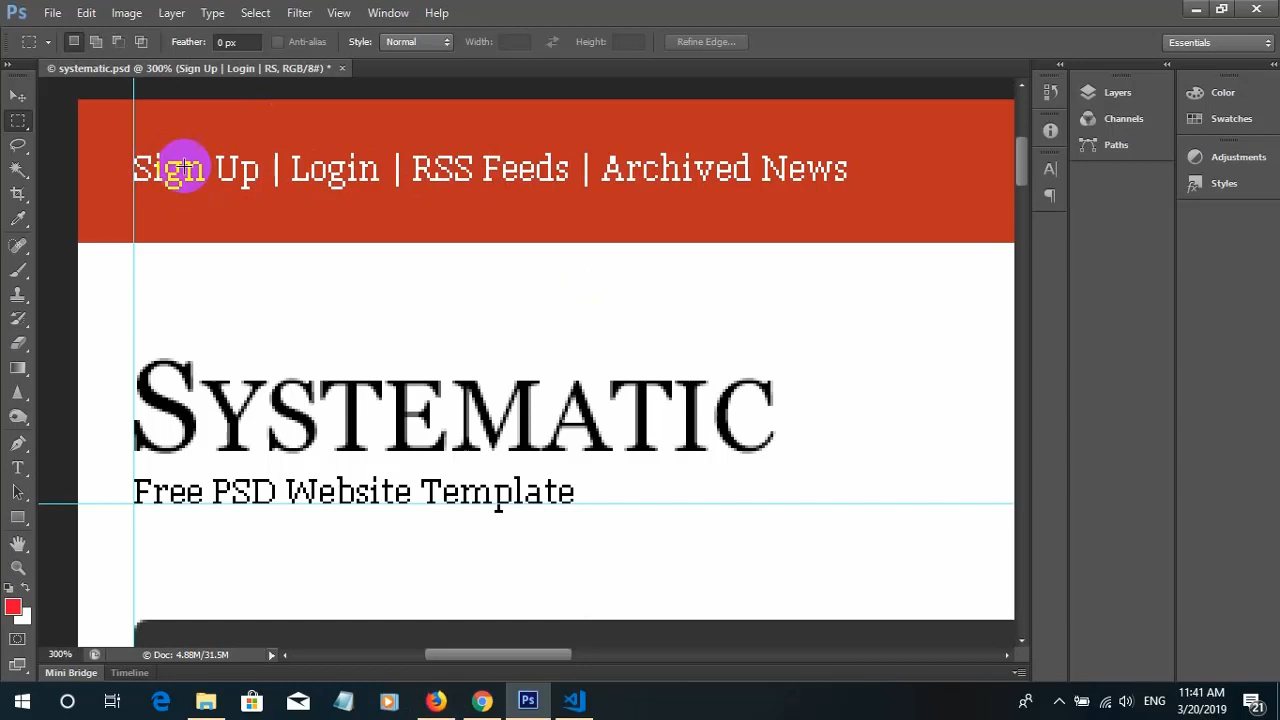 Ps File Edit Image Layer Type Select Filter View Window Help
Feather: 0 px Anti-alias Style: Normal Width: Height: Refine Edge... Essentials
© systematic.psd @ 300% (Sign Up | Login | RS, RGB/8#) * ×
Layers
Channels
Paths
Color
Swatches
Adjustments
Styles
Sign Up | Login | RSS Feeds | Archived News
SYSTEMATIC
Free PSD Website Template
300% © Doc: 4.88M/31.5M
Mini Bridge Timeline
ENG 11:41 AM
3/20/2019 21